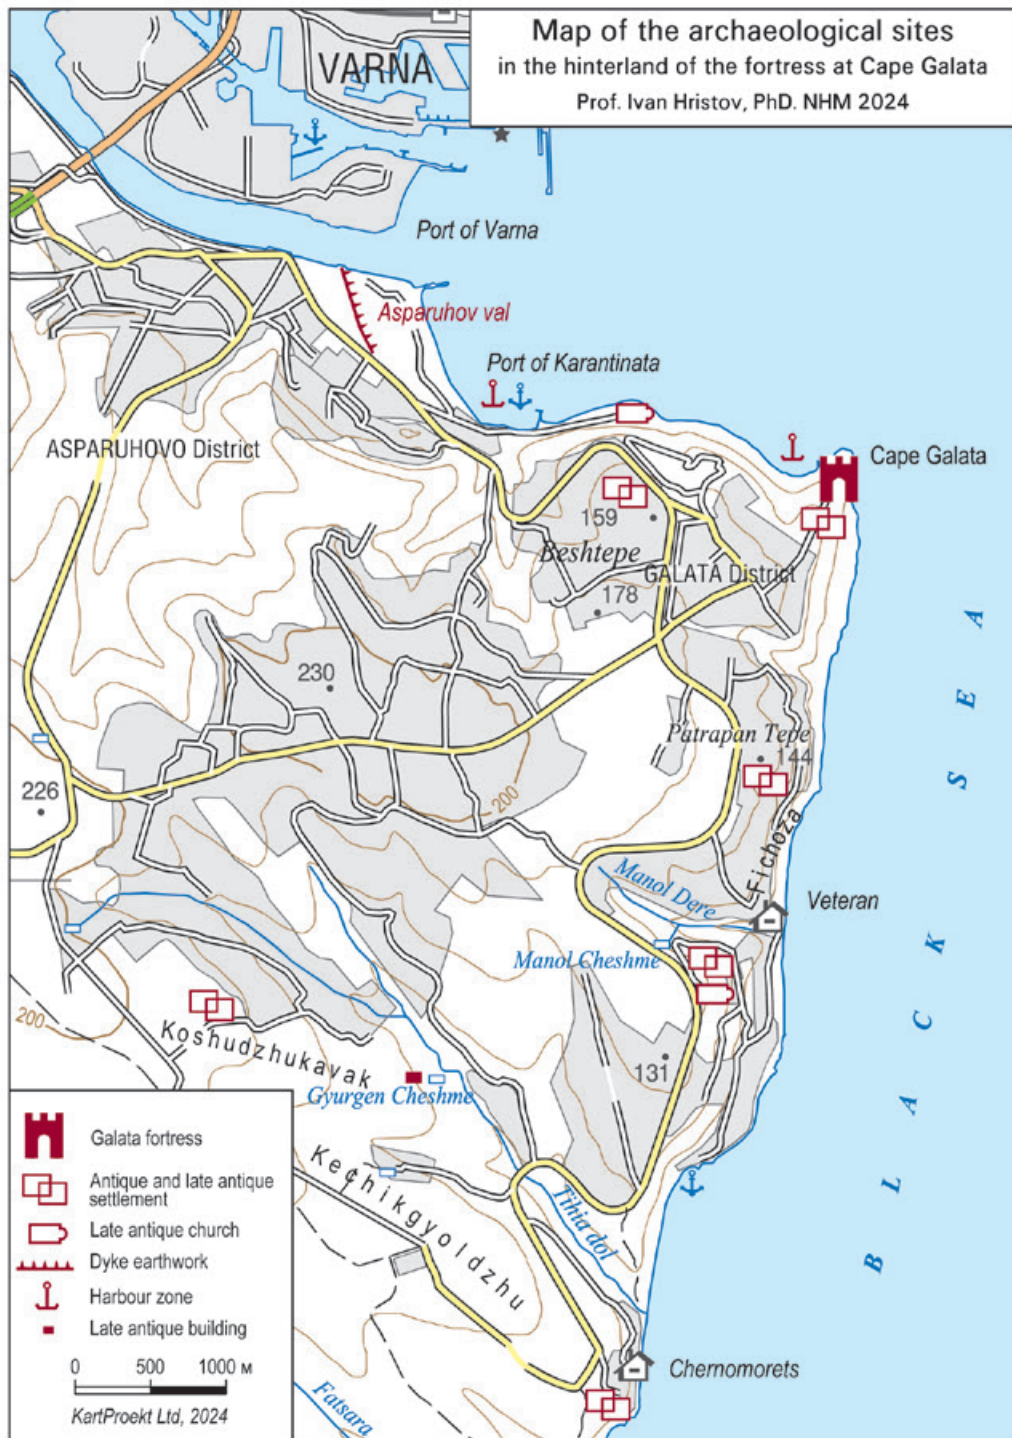 Map of the archaeological sites
in the hinterland of the fortress at Cape Galata
Prof. Ivan Hristov, PhD. NHM 2024
VARNA
Port of Varna
Asparuhov val
Port of Karantinata
ASPARUHOVO District
Cape Galata
159
Beshtepe
GALATA District
178
230
Patrapan Tepe
144
226
200
Fichoza
Manol Dere
Veteran
Manol Cheshme
200
Koshudzhukavak
131
Gyurgen Cheshme
Kechikgyoldzhu
Tihia dol
BLACK SEA
Chernomorets
Fatsara
Galata fortress
Antique and late antique
settlement
Late antique church
Dyke earthwork
Harbour zone
Late antique building
0 500 1000 м
KartProekt Ltd, 2024